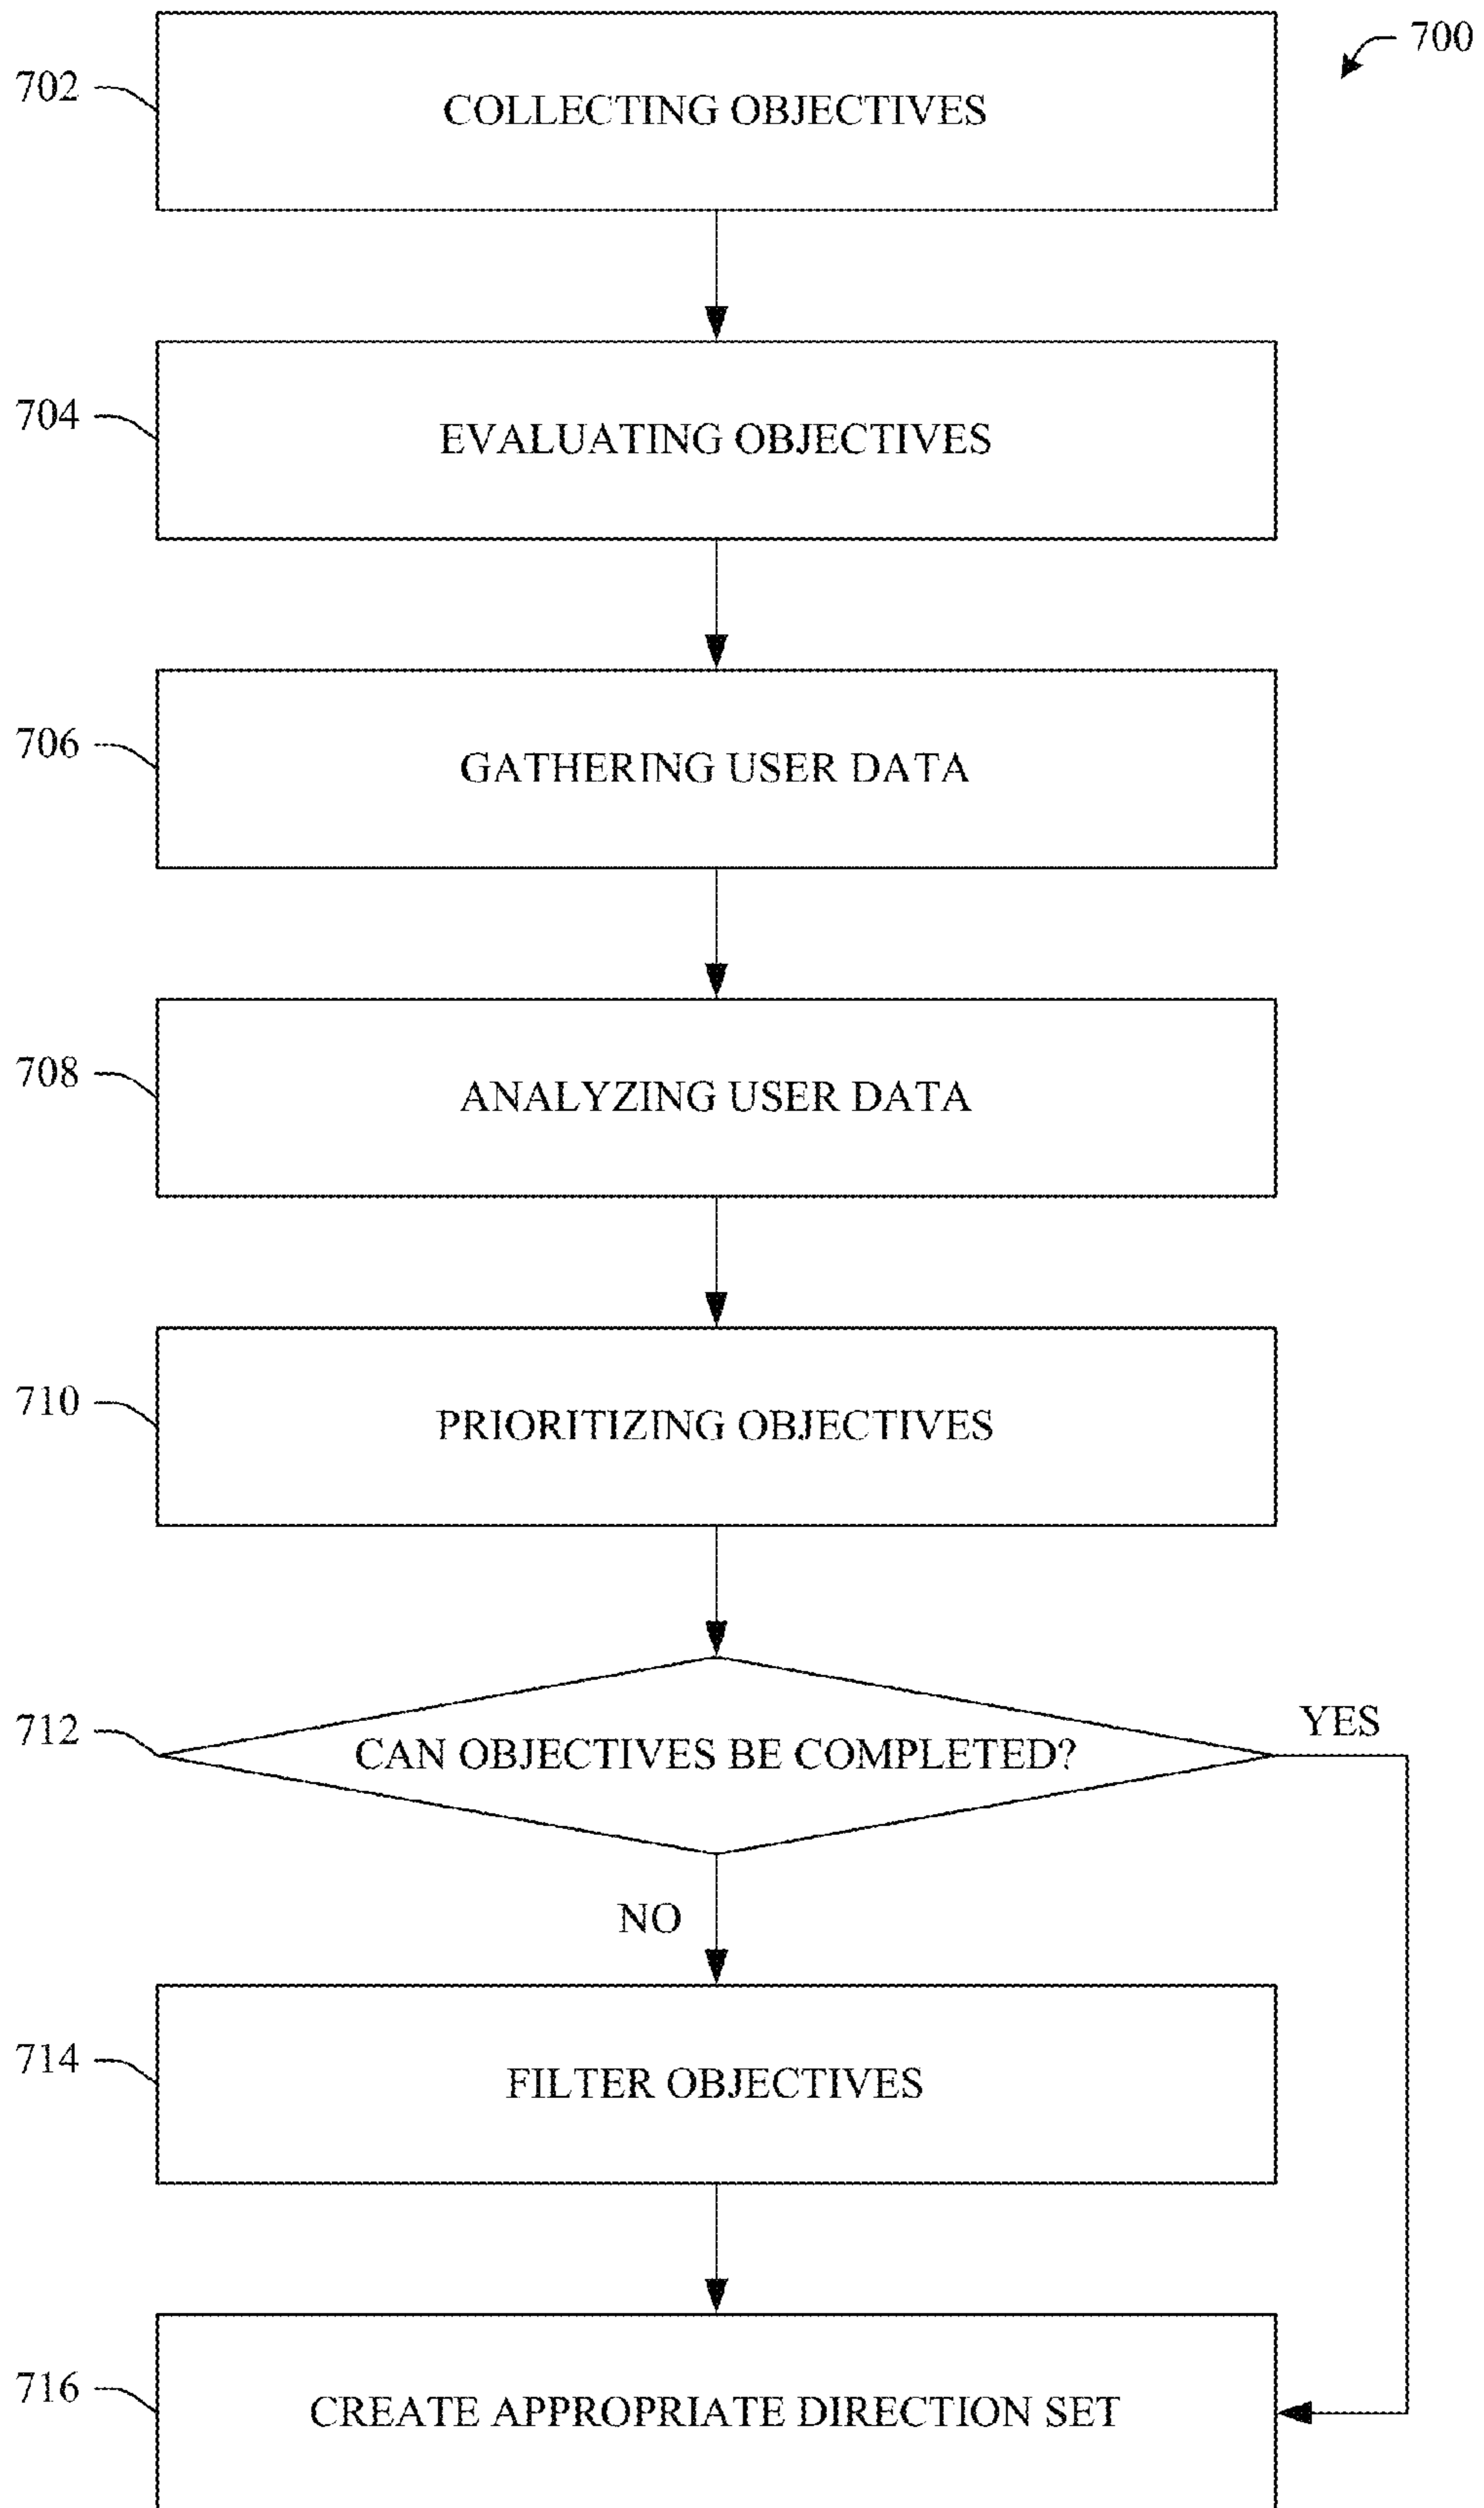 700
702
COLLECTING OBJECTIVES
704
EVALUATING OBJECTIVES
706
GATHERING USER DATA
708
ANALYZING USER DATA
710
PRIORITIZING OBJECTIVES
712
CAN OBJECTIVES BE COMPLETED?
YES
NO
714
FILTER OBJECTIVES
716
CREATE APPROPRIATE DIRECTION SET